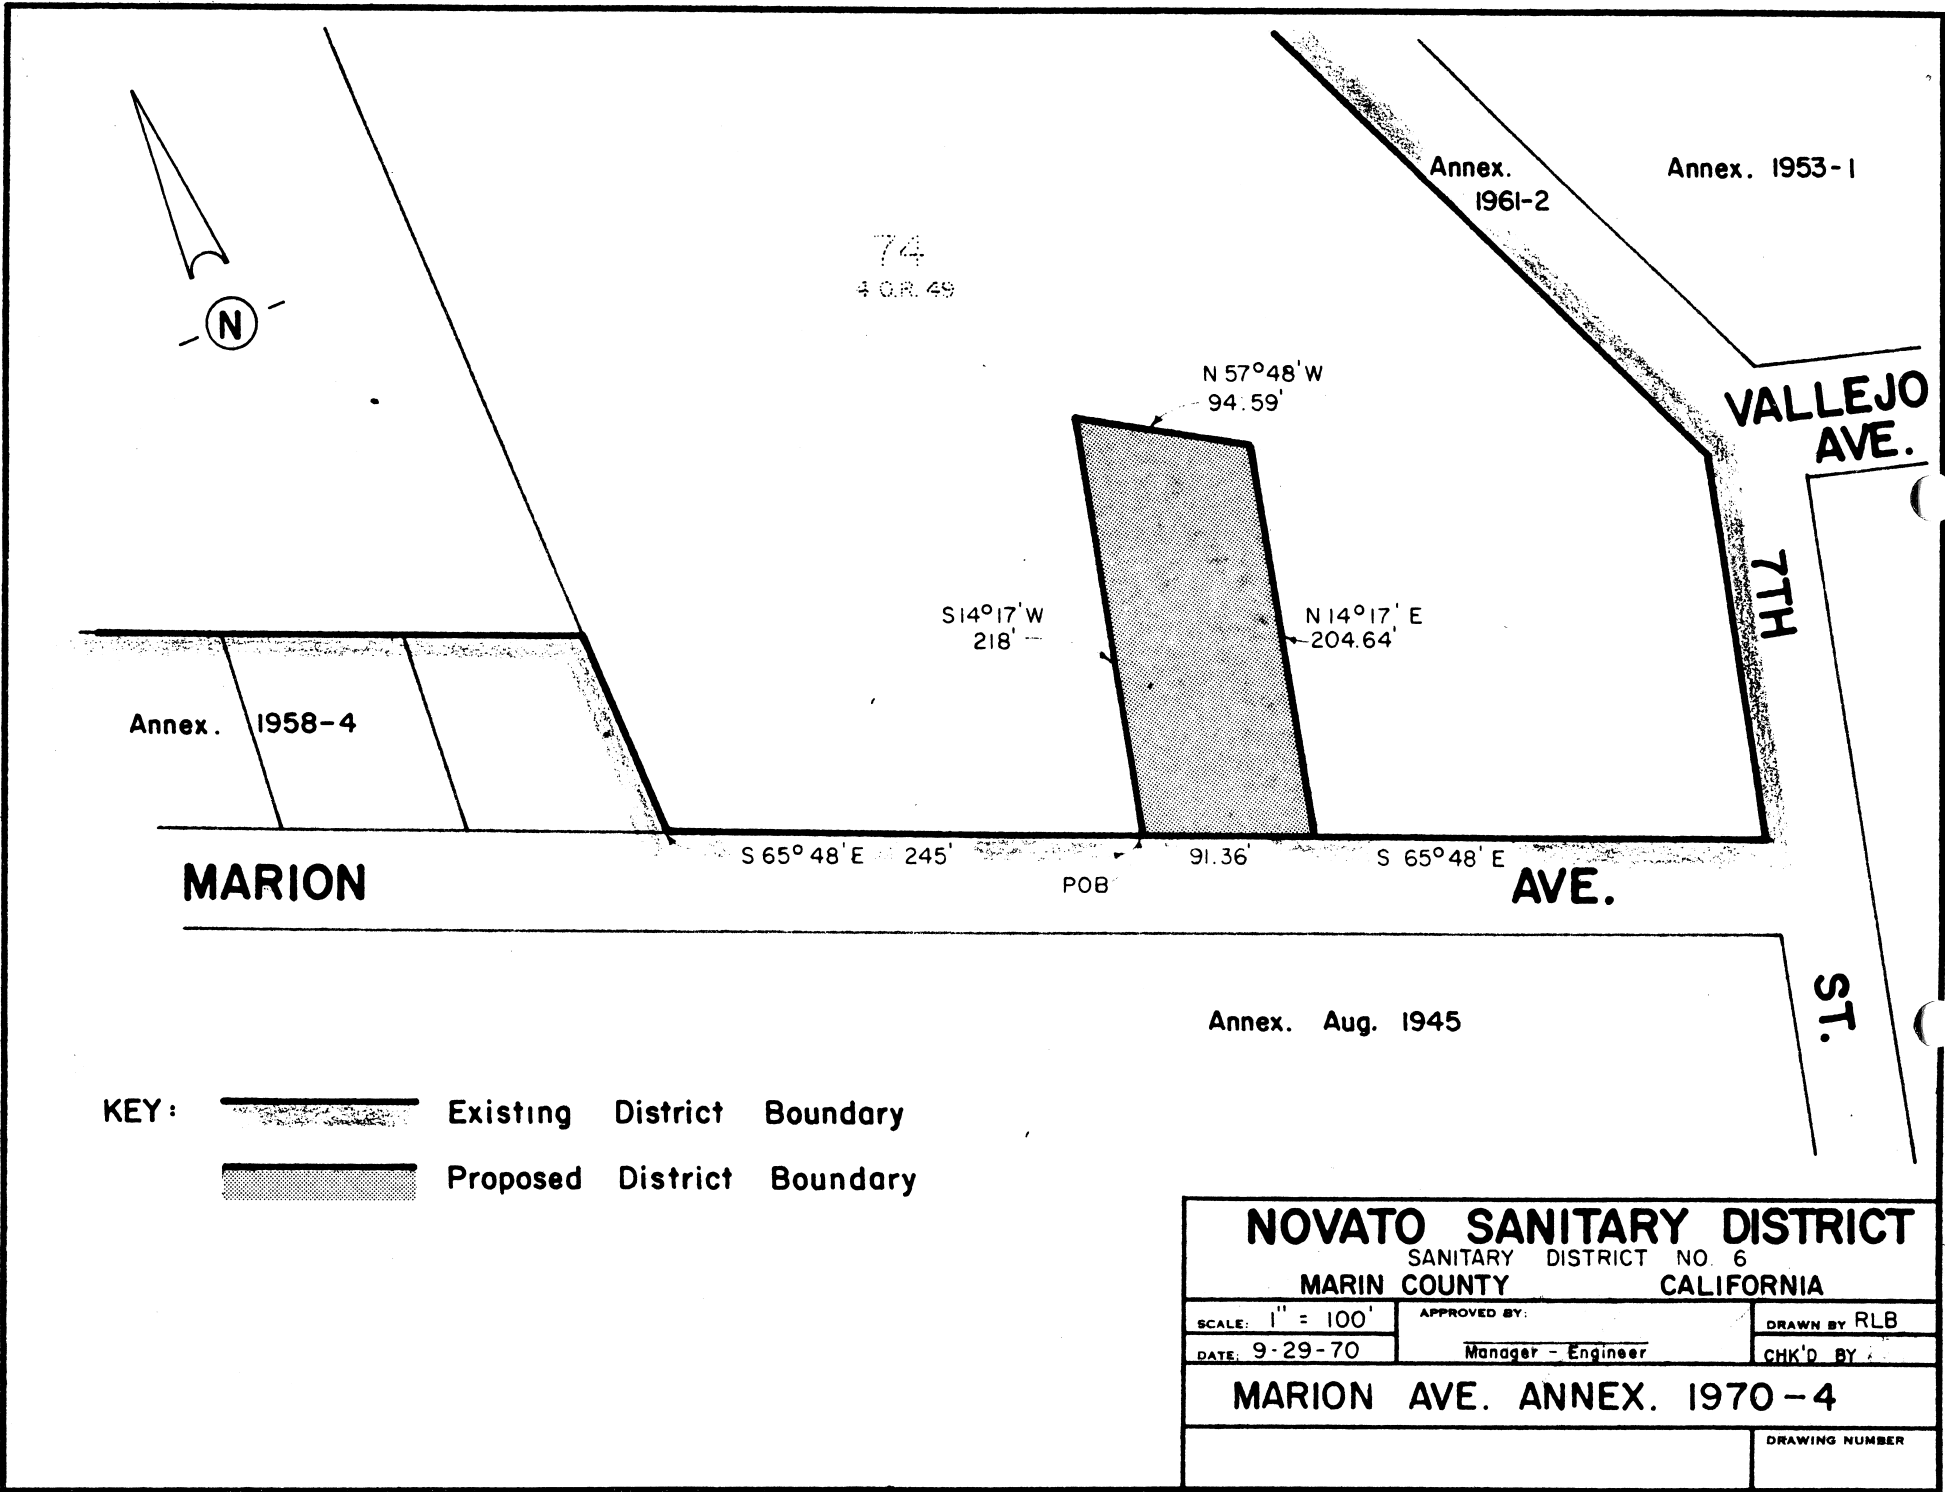 Annex.
1961-2
Annex. 1953-1
74
4 O.R. 49
N
N 57°48' W
94.59'
VALLEJO
AVE.
7TH
S 14°17' W
218'
N 14°17' E
204.64'
Annex. 1958-4
S 65°48' E 245'
91.36'
S 65°48' E
POB
MARION AVE.
ST.
Annex. Aug. 1945
KEY:
Existing District Boundary
Proposed District Boundary
NOVATO SANITARY DISTRICT
SANITARY DISTRICT NO. 6
MARIN COUNTY CALIFORNIA
SCALE: 1" = 100'
APPROVED BY:
DRAWN BY RLB
DATE: 9-29-70
Manager - Engineer
CHK'D BY
MARION AVE. ANNEX. 1970-4
DRAWING NUMBER